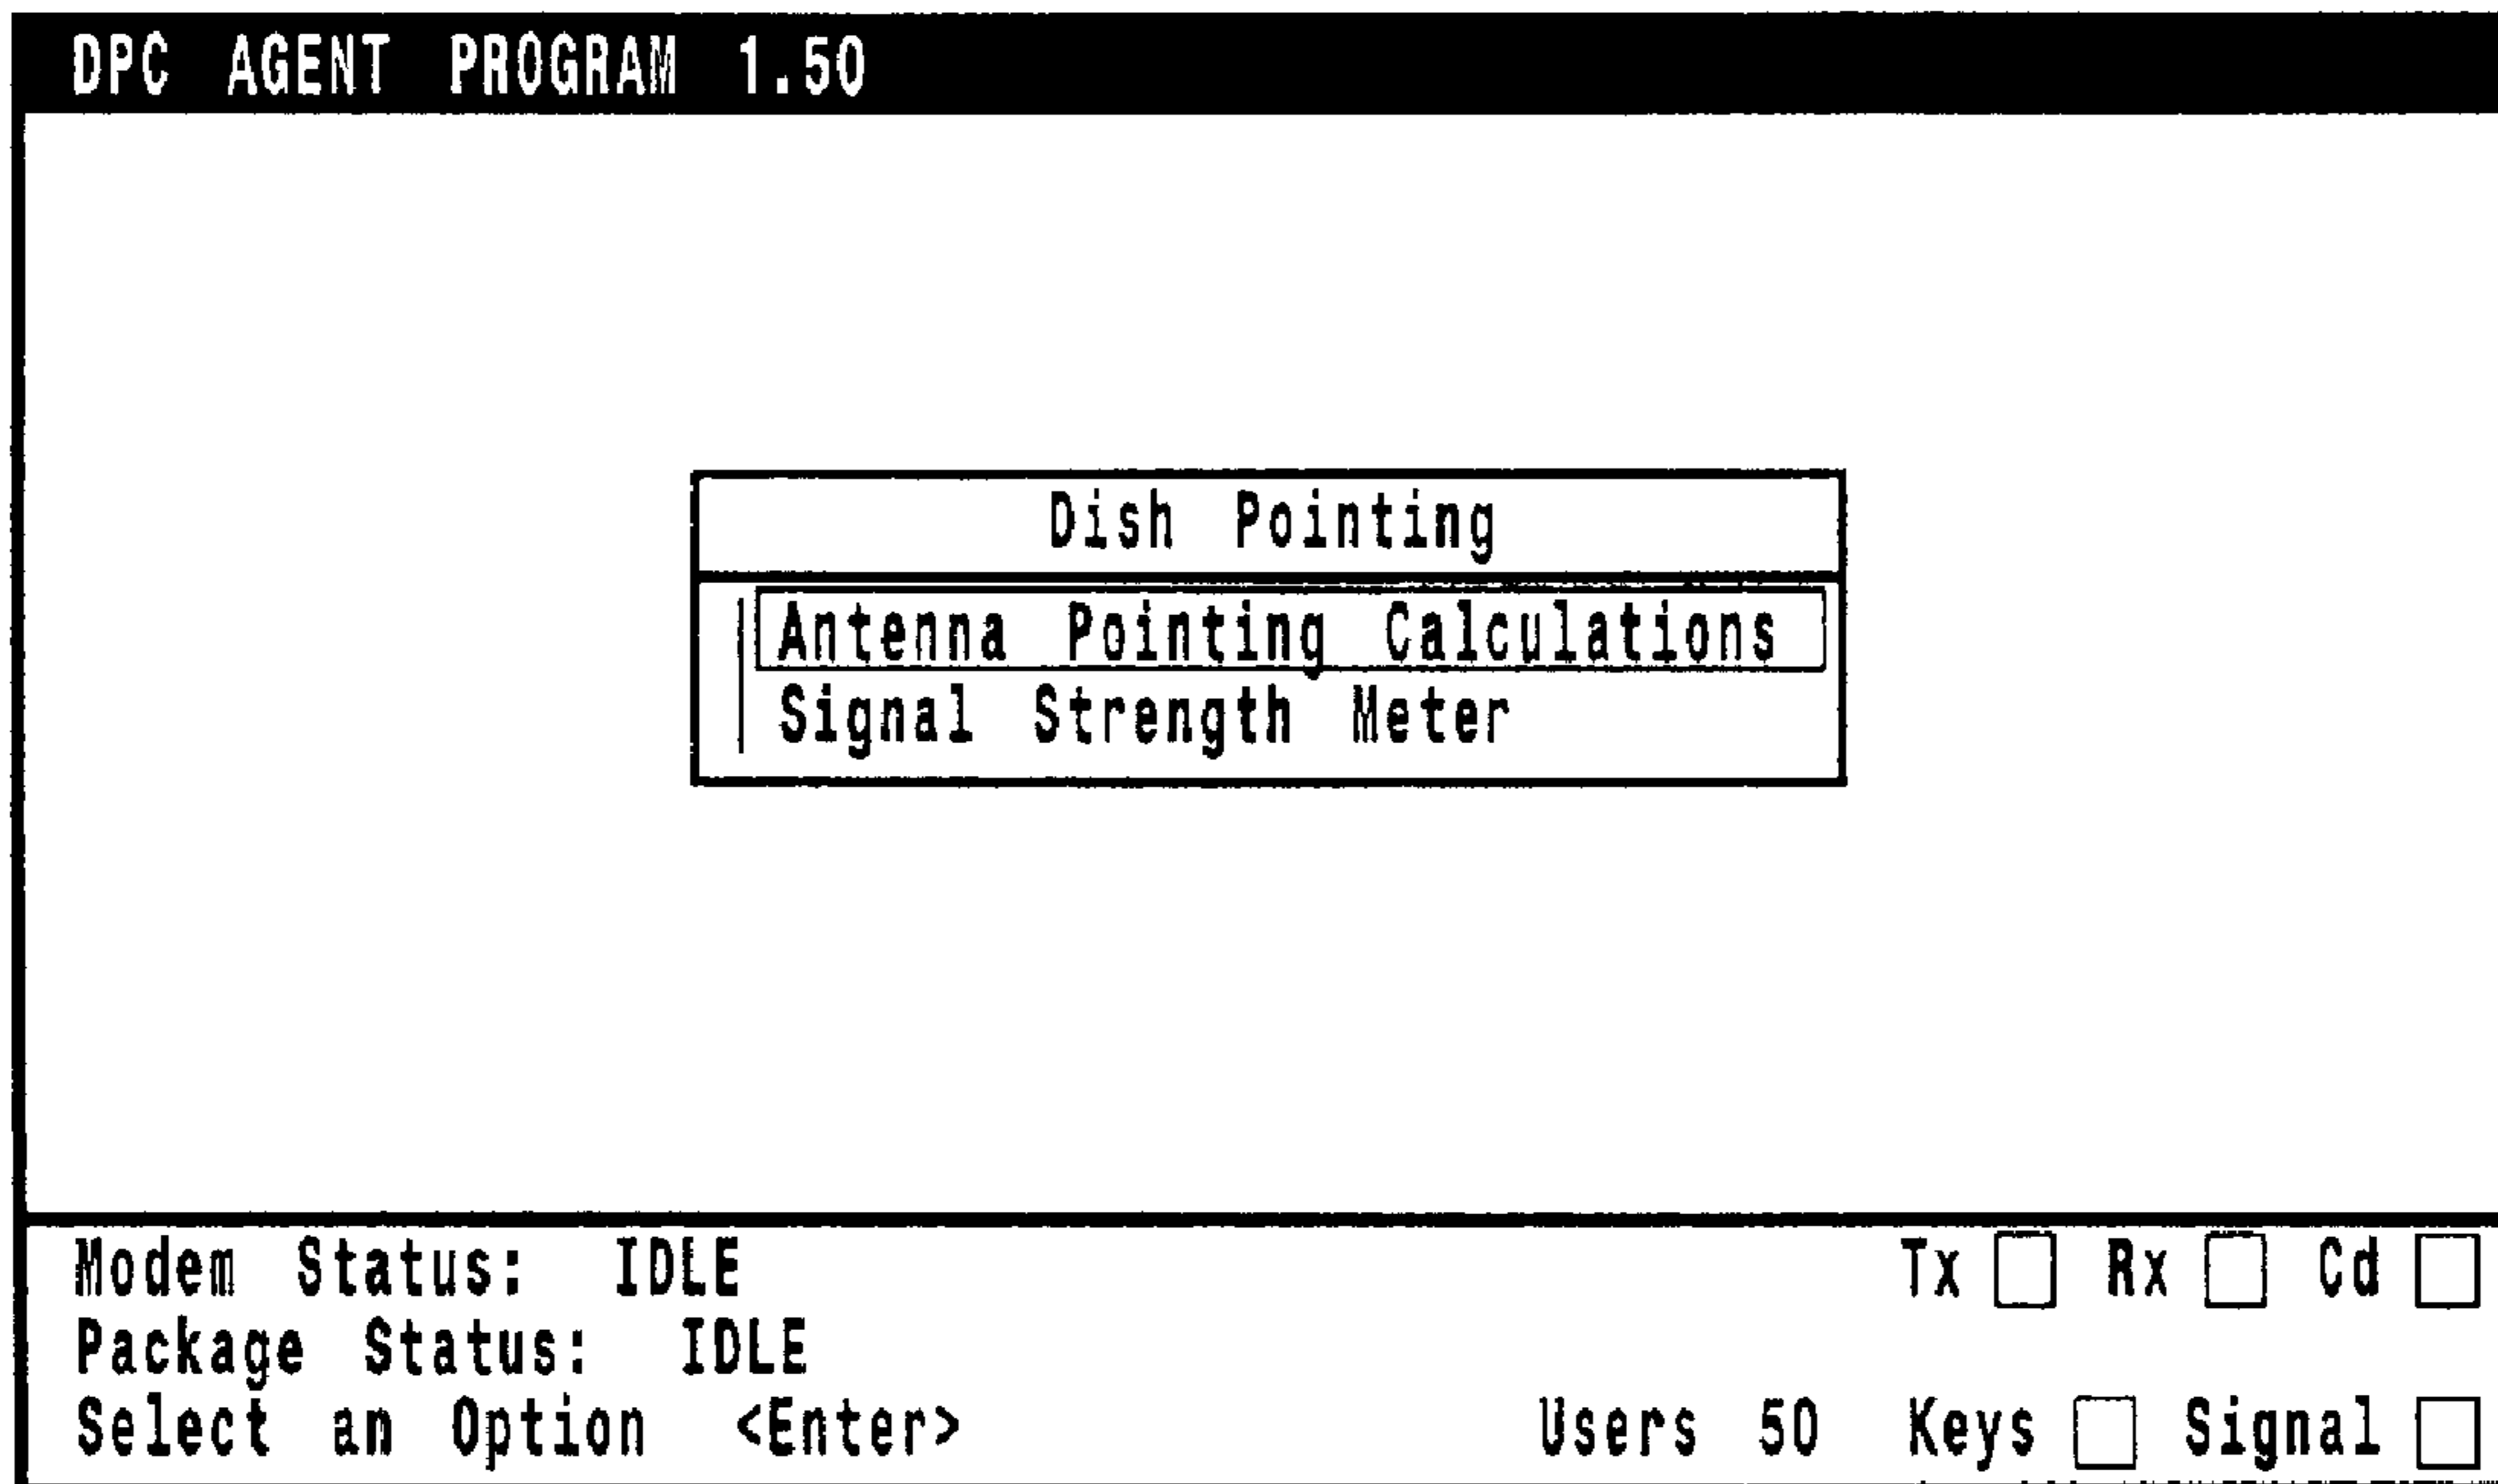 DPC AGENT PROGRAM 1.50
Dish Pointing
Antenna Pointing Calculations
Signal Strength Meter
Modem Status: IDLE Tx Rx Cd
Package Status: IDLE
Select an Option <Enter> Users 50 Keys Signal